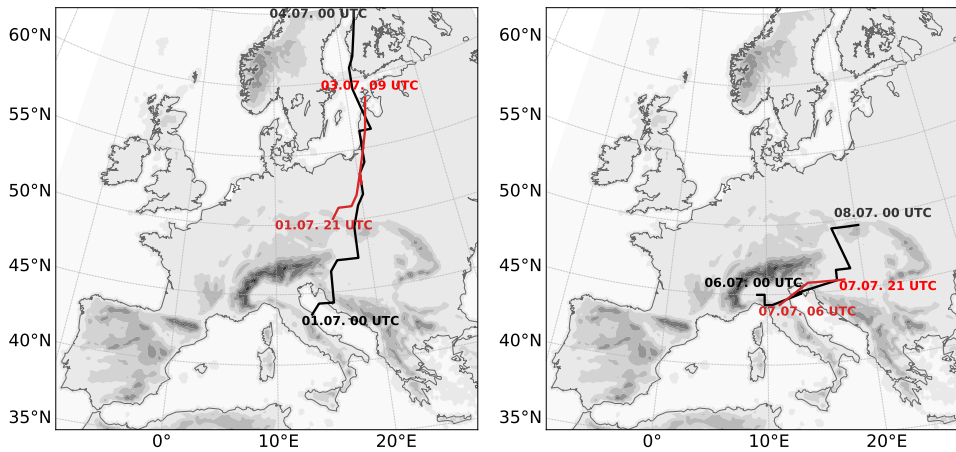 04.07. 00 UTC
60°N
03.07. 09 UTC
55°N
50°N
01.07. 21 UTC
45°N
01.07. 00 UTC
40°N
35°N
0°
10°E
20°E
60°N
55°N
50°N
08.07. 00 UTC
45°N
06.07. 00 UTC
07.07. 21 UTC
07.07. 06 UTC
40°N
35°N
0°
10°E
20°E